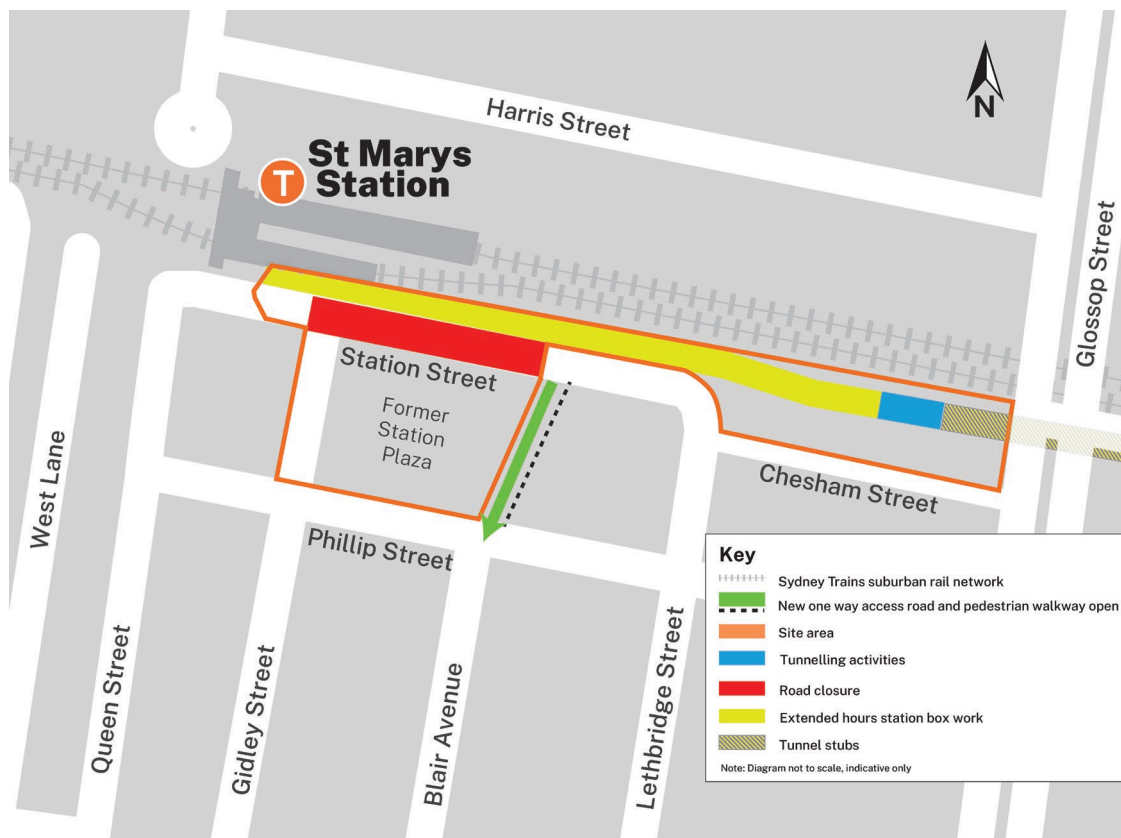 Harris Street
N
T
St Marys
Station
Glossop Street
Station Street
Former
Station
Plaza
West Lane
Chesham Street
Phillip Street
Queen Street
Gidley Street
Blair Avenue
Lethbridge Street
Key
Sydney Trains suburban rail network
New one way access road and pedestrian walkway open
Site area
Tunnelling activities
Road closure
Extended hours station box work
Tunnel stubs
Note: Diagram not to scale, indicative only